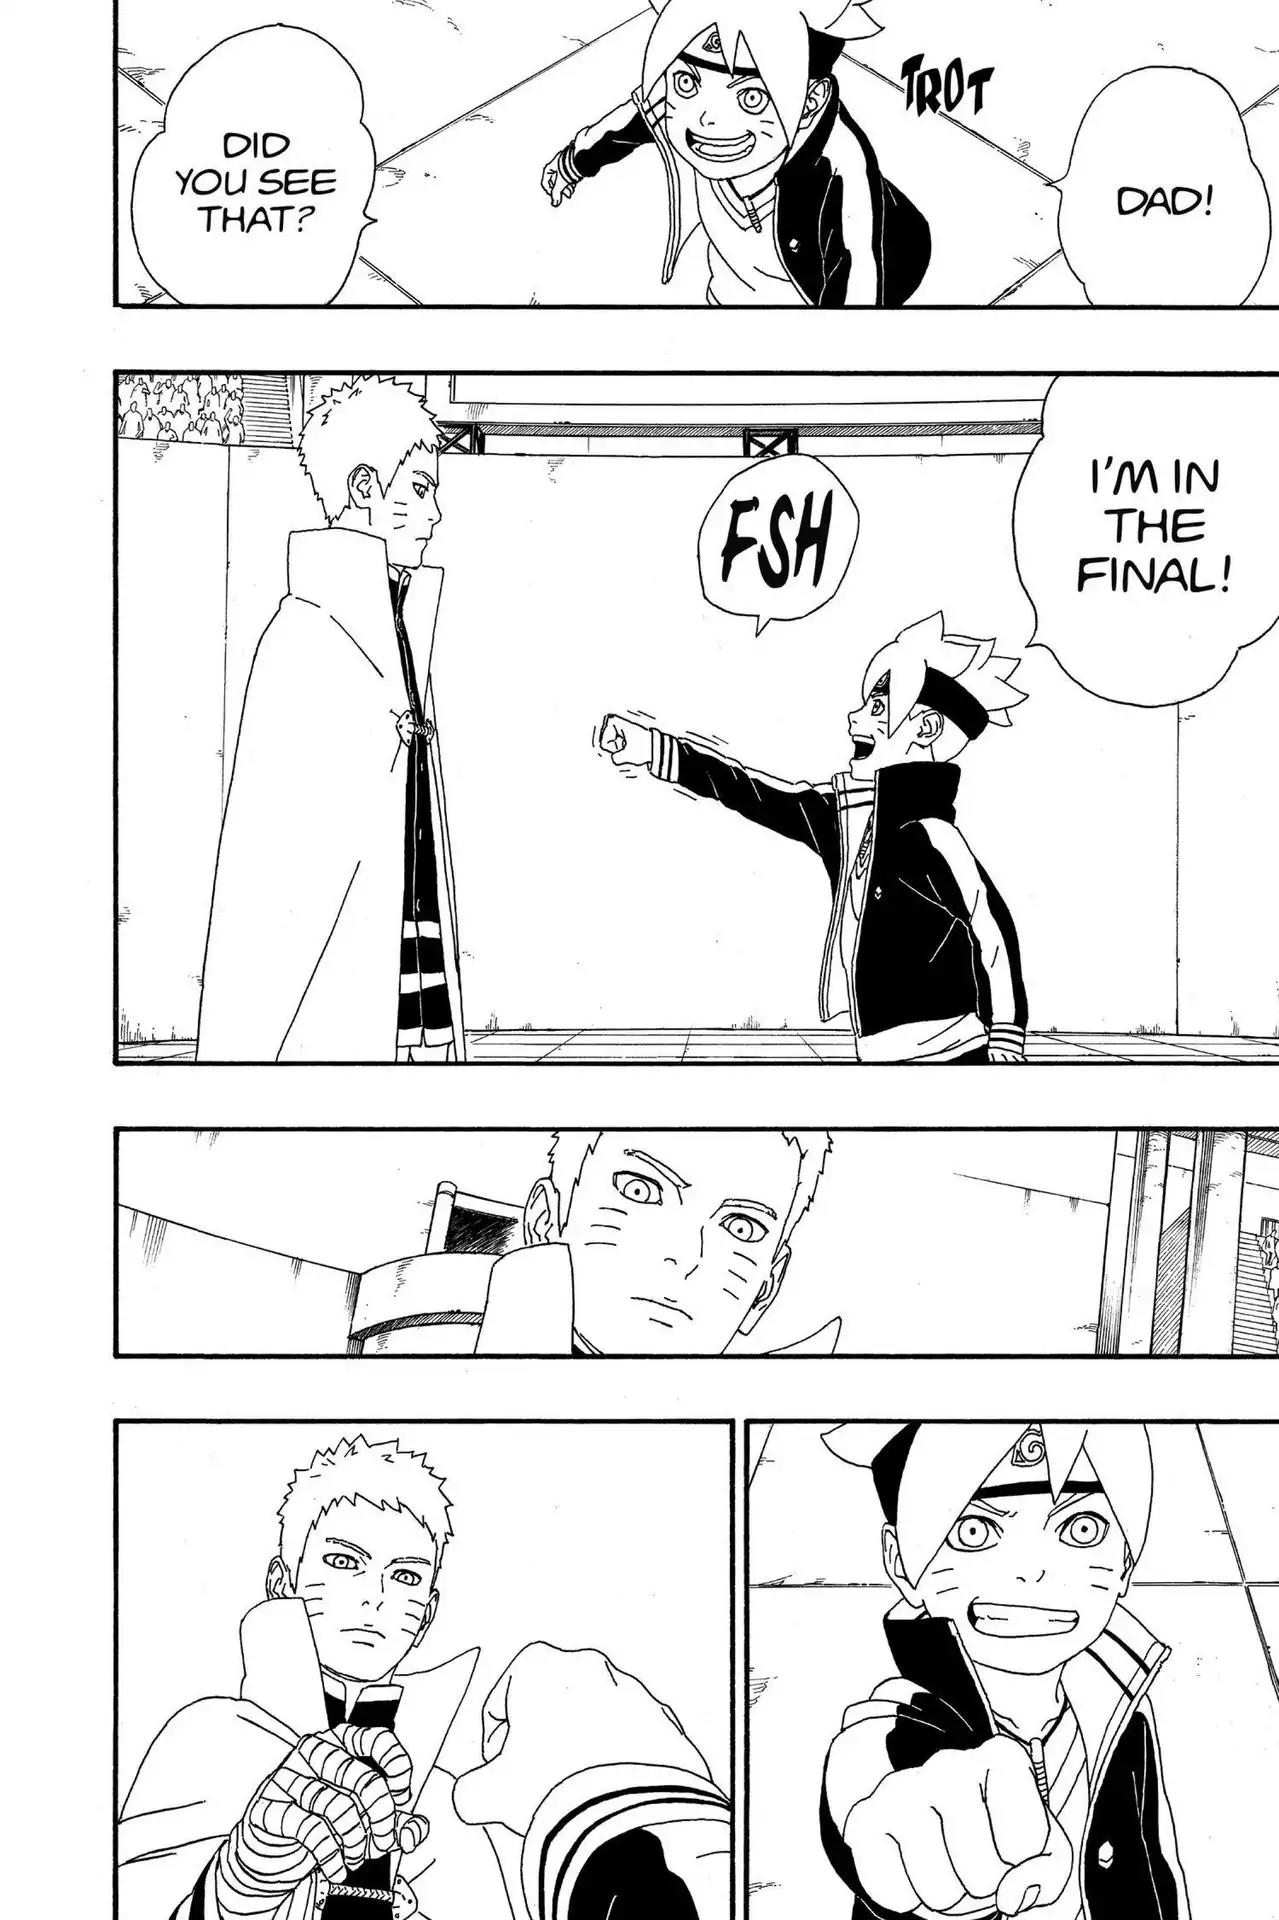 DAD!
TROT
DID
YOU SEE
THAT?
I'M IN
THE
FINAL!
FSH